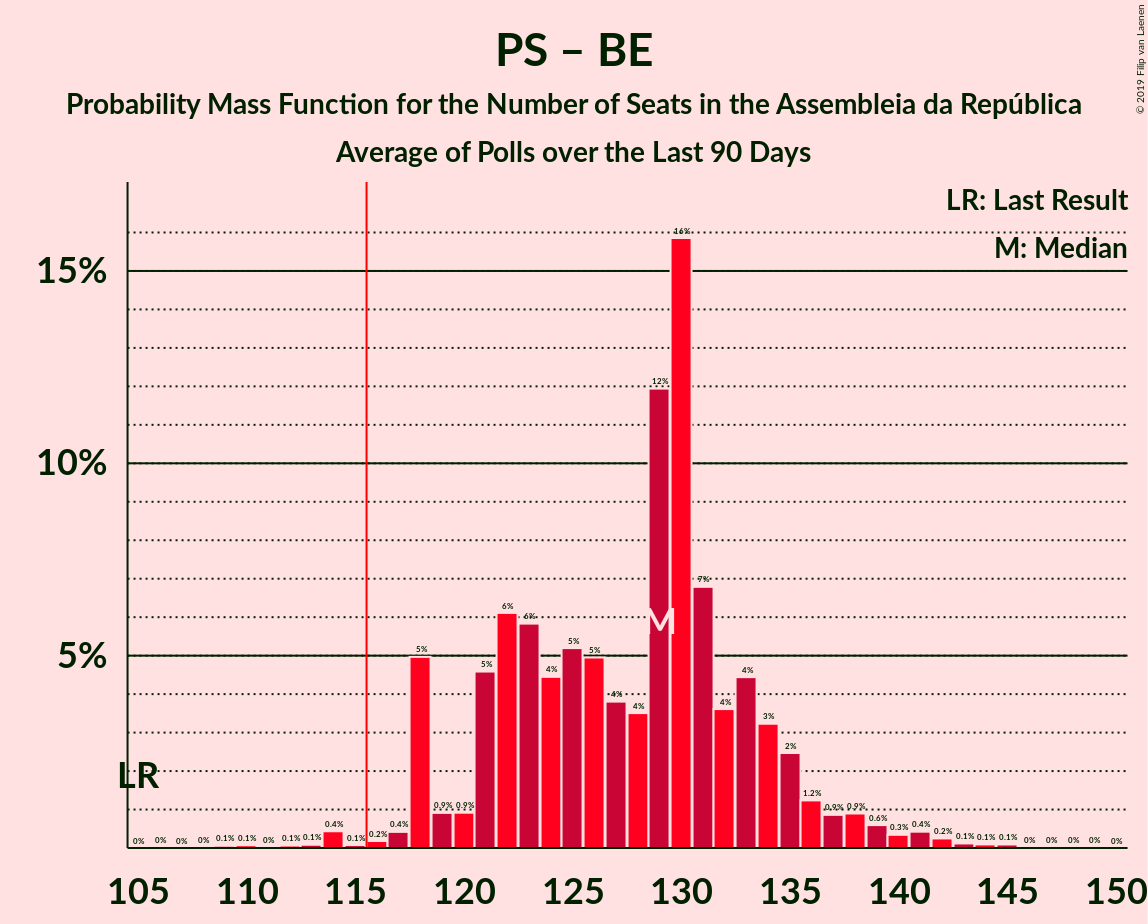 PS – BE
Probability Mass Function for the Number of Seats in the Assembleia da República
Average of Polls over the Last 90 Days
© 2019 Filip van Laenen
LR: Last Result
M: Median
15%
10%
5%
LR
M
0% 0% 0% 0% 0.1% 0.1% 0% 0.1% 0.1% 0.4% 0.1% 0.2% 0.4% 5% 0.9% 0.9% 5% 6% 6% 4% 5% 5% 4% 4% 12% 16% 7% 4% 4% 3% 2% 1.2% 0.9% 0.9% 0.6% 0.3% 0.4% 0.2% 0.1% 0.1% 0.1% 0% 0% 0% 0% 0%
105 110 115 120 125 130 135 140 145 150